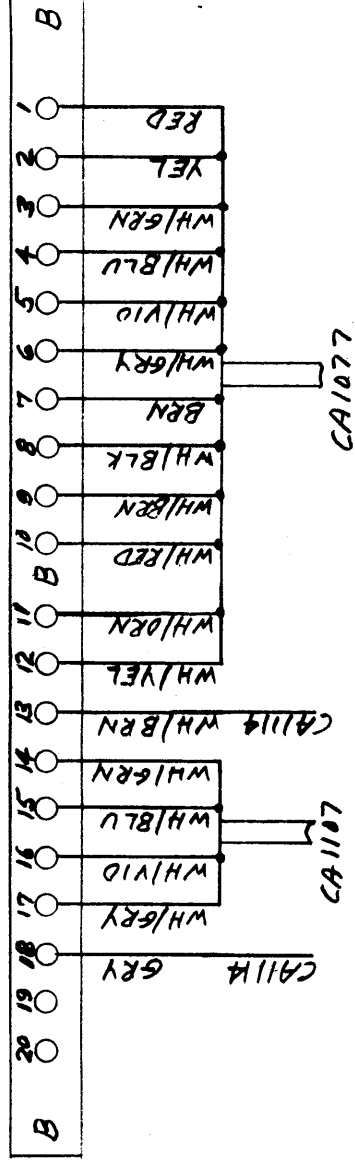 B
1 RED
2 YEL
3 WH/GRN
4 WH/BLU
5 WH/VIO
6 WH/GRY
7 BRN
8 WH/BLK
9 WH/BRN
10 WH/RED
B
11 WH/ORN
12 WH/YEL
CA1077
13 WH/BRN CA1114
14 WH/GRN
15 WH/BLU
16 WH/VIO
17 WH/GRY
CA1107
18 GRY CA1114
19
20
B